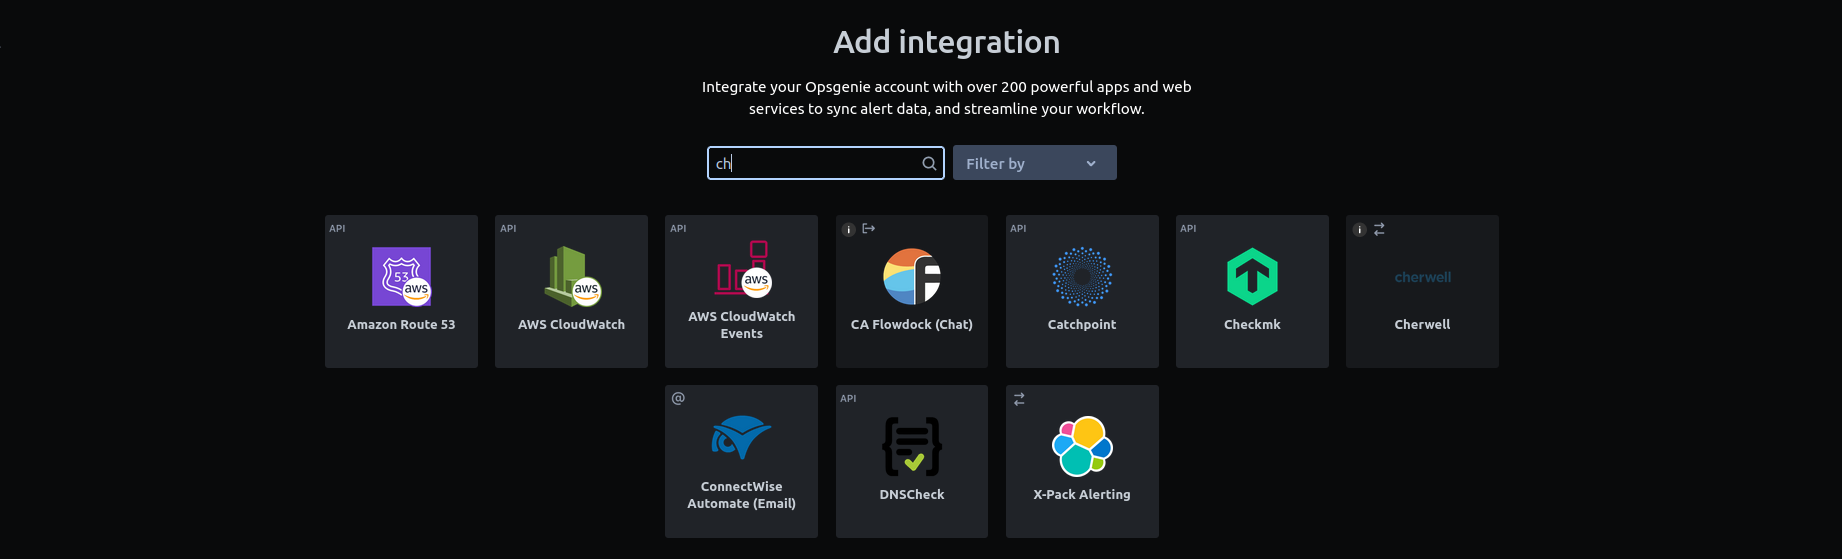 Add integration
Integrate your Opsgenie account with over 200 powerful apps and web
services to sync alert data, and streamline your workflow.
ch
Filter by
API
53
aws
Amazon Route 53
API
aws
AWS CloudWatch
API
aws
AWS CloudWatch
Events
i
CA Flowdock (Chat)
API
Catchpoint
API
Checkmk
i
cherwell
Cherwell
@
ConnectWise
Automate (Email)
API
DNSCheck
X-Pack Alerting